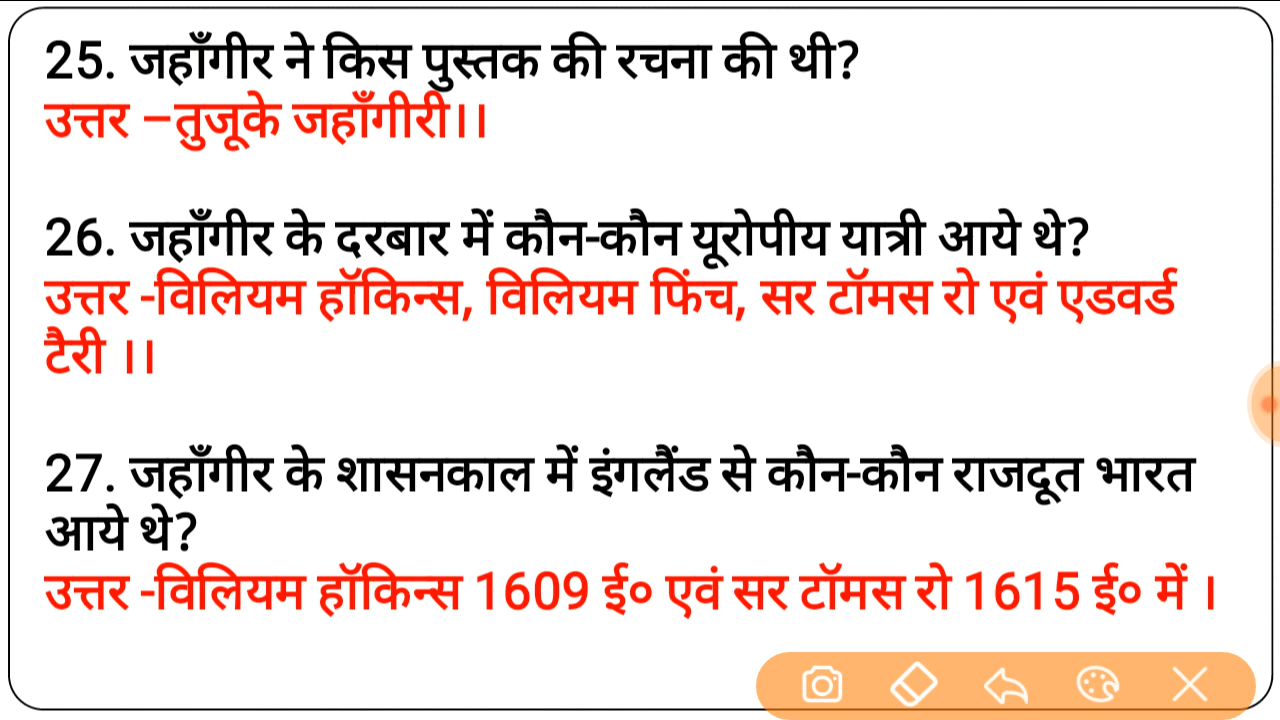 25. जहाँगीर ने किस पुस्तक की रचना की थी?
उत्तर –तुजूके जहाँगीरी।।
26. जहाँगीर के दरबार में कौन-कौन यूरोपीय यात्री आये थे?
उत्तर -विलियम हॉकिन्स, विलियम फिंच, सर टॉमस रो एवं एडवर्ड
टैरी ।।
27. जहाँगीर के शासनकाल में इंगलैंड से कौन-कौन राजदूत भारत
आये थे?
उत्तर -विलियम हॉकिन्स 1609 ई० एवं सर टॉमस रो 1615 ई० में ।